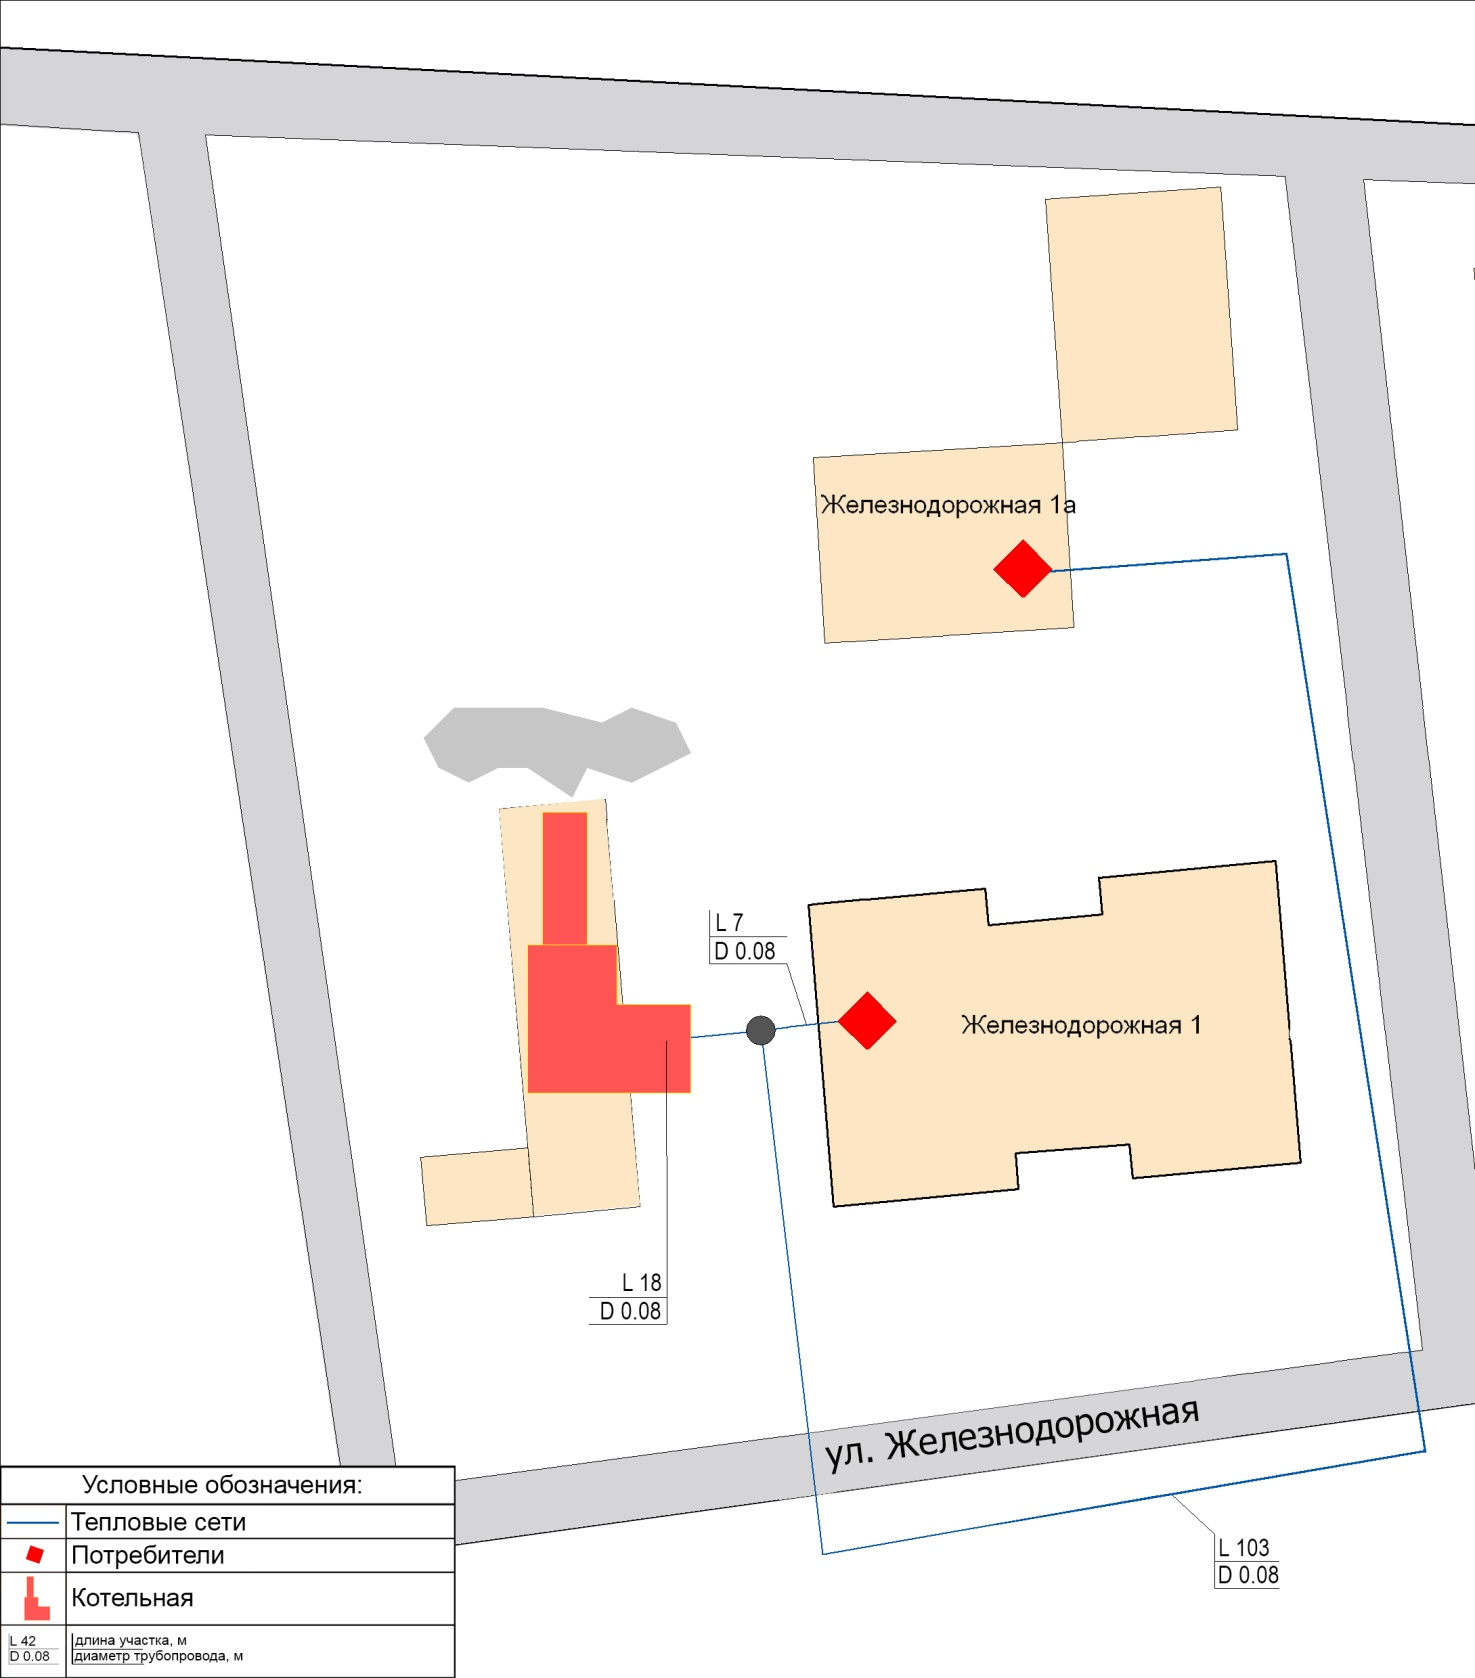 Железнодорожная 1а
L 7
D 0.08
Железнодорожная 1
L 18
D 0.08
ул. Железнодорожная
L 103
D 0.08
Условные обозначения:
Тепловые сети
Потребители
Котельная
L 42
D 0.08
длина участка, м
диаметр трубопровода, м